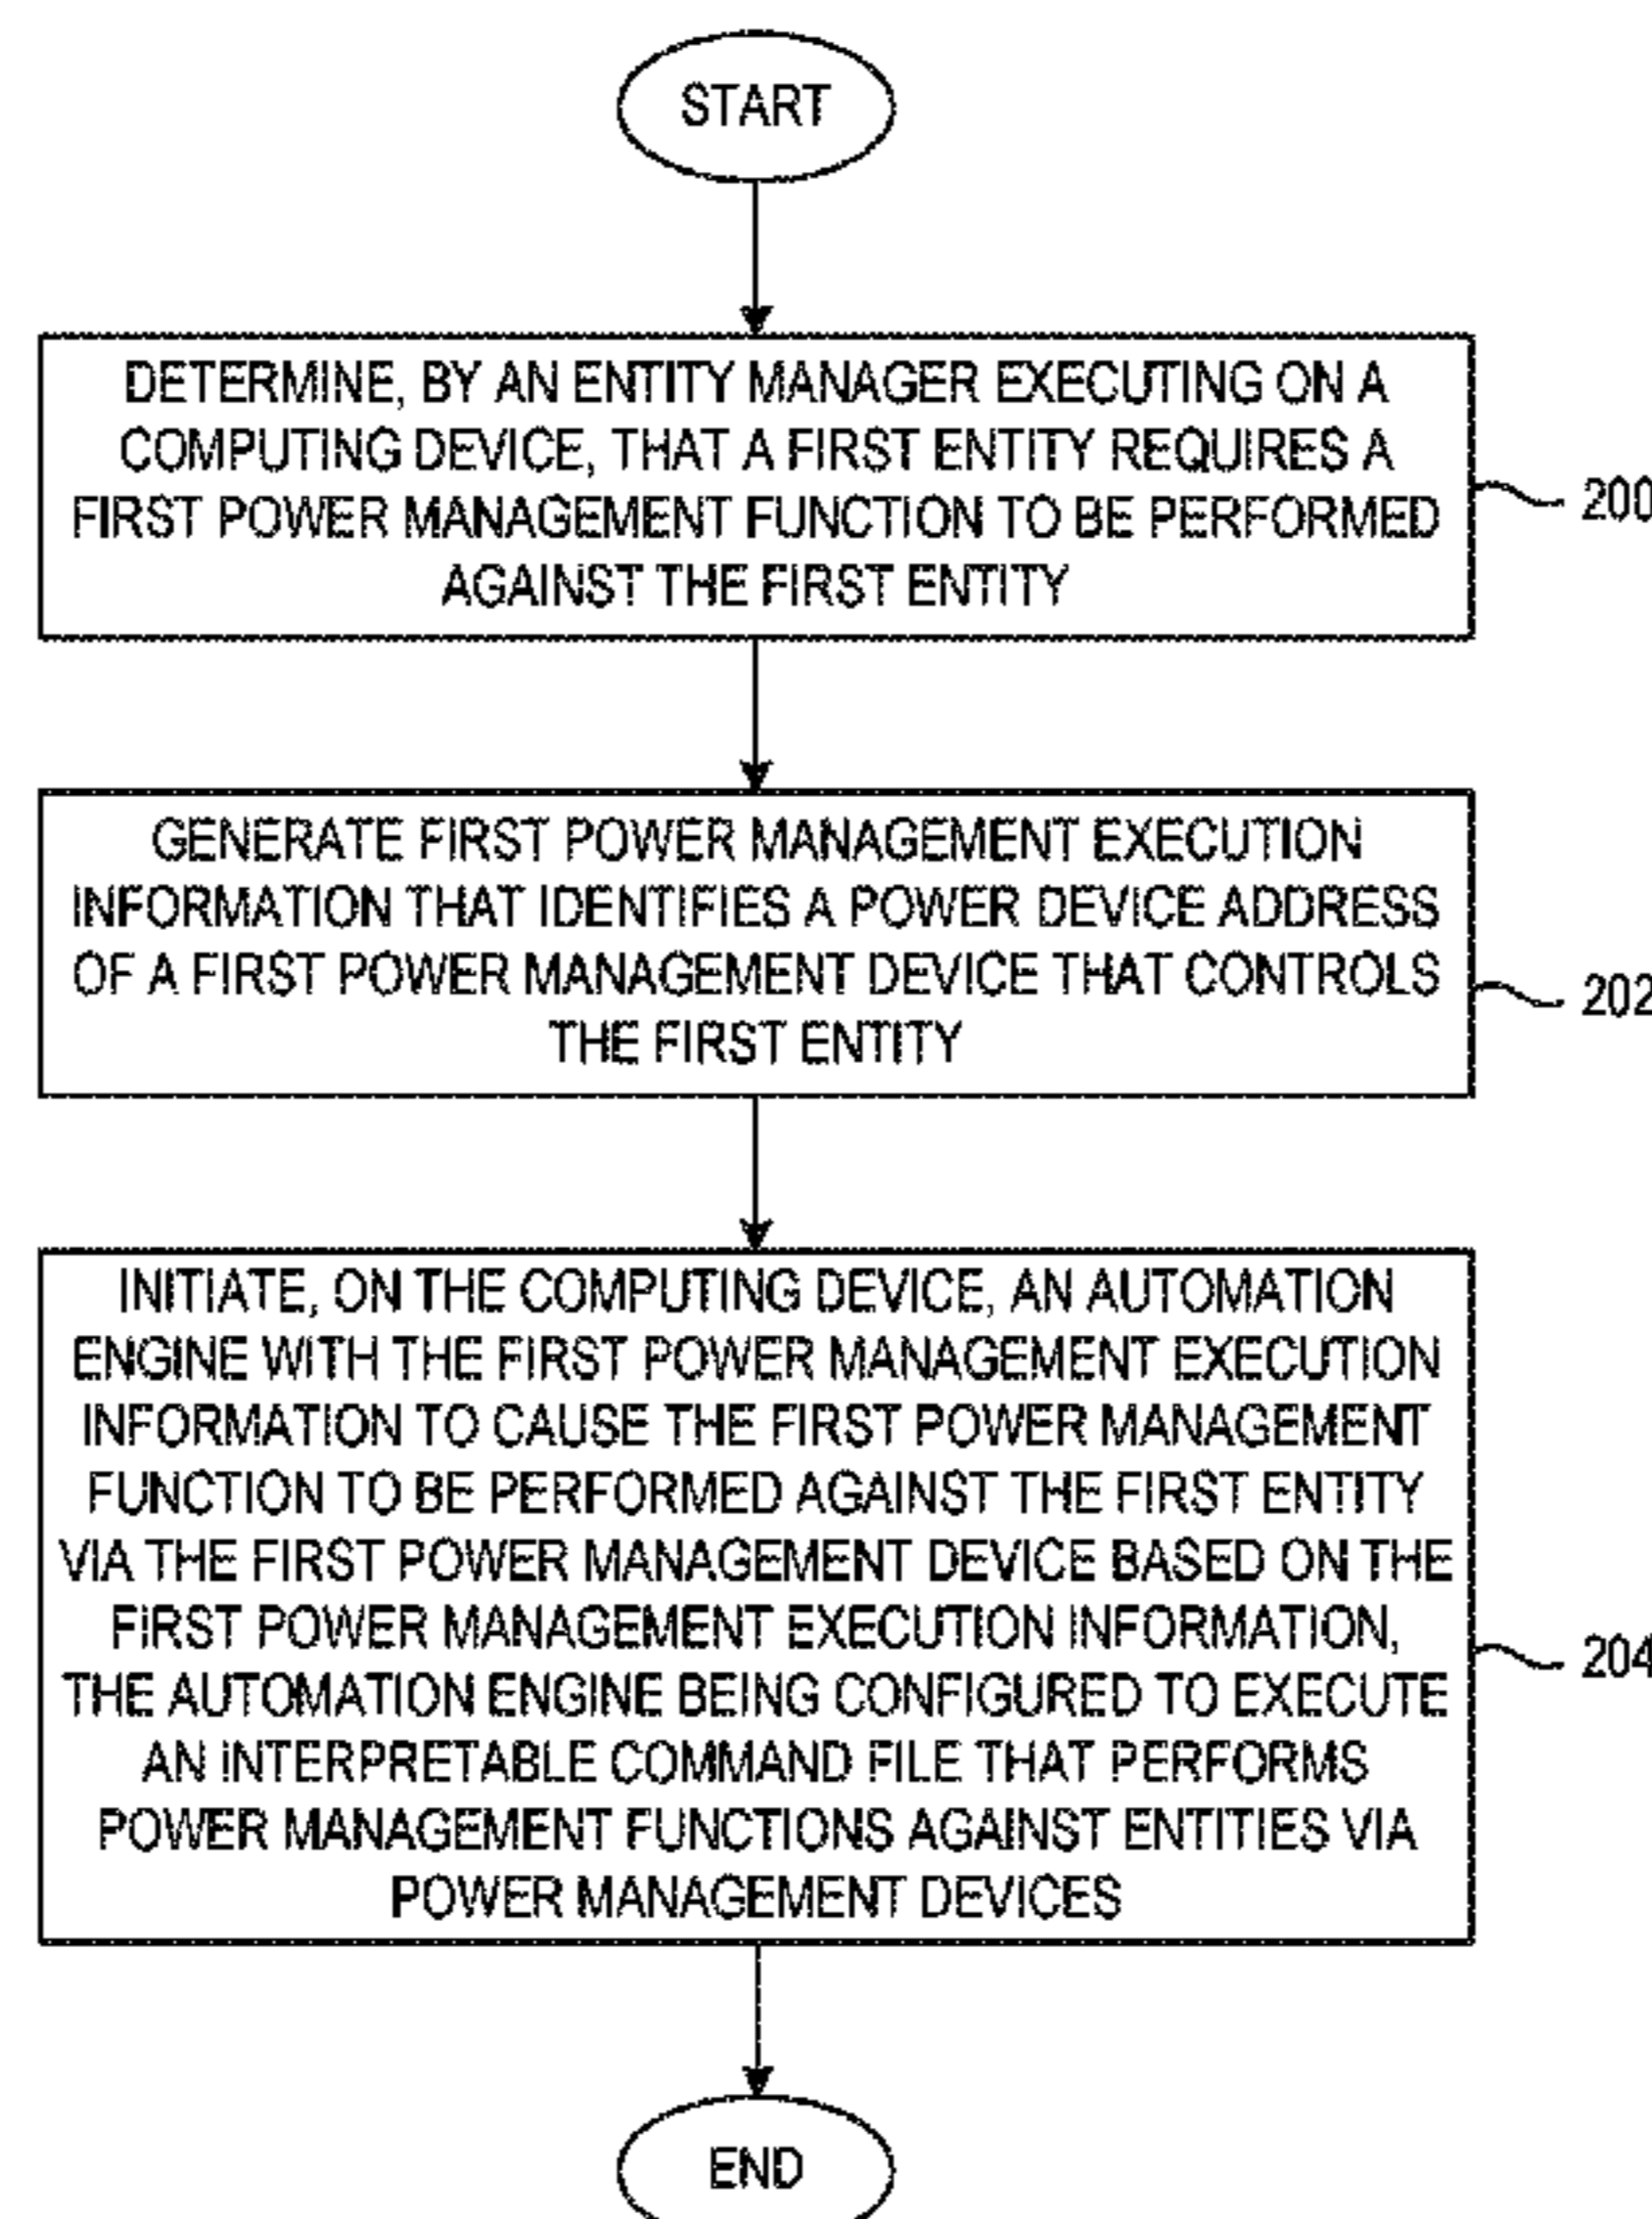 START
DETERMINE, BY AN ENTITY MANAGER EXECUTING ON A
COMPUTING DEVICE, THAT A FIRST ENTITY REQUIRES A
FIRST POWER MANAGEMENT FUNCTION TO BE PERFORMED
AGAINST THE FIRST ENTITY
200
GENERATE FIRST POWER MANAGEMENT EXECUTION
INFORMATION THAT IDENTIFIES A POWER DEVICE ADDRESS
OF A FIRST POWER MANAGEMENT DEVICE THAT CONTROLS
THE FIRST ENTITY
202
INITIATE, ON THE COMPUTING DEVICE, AN AUTOMATION
ENGINE WITH THE FIRST POWER MANAGEMENT EXECUTION
INFORMATION TO CAUSE THE FIRST POWER MANAGEMENT
FUNCTION TO BE PERFORMED AGAINST THE FIRST ENTITY
VIA THE FIRST POWER MANAGEMENT DEVICE BASED ON THE
FIRST POWER MANAGEMENT EXECUTION INFORMATION,
THE AUTOMATION ENGINE BEING CONFIGURED TO EXECUTE
AN INTERPRETABLE COMMAND FILE THAT PERFORMS
POWER MANAGEMENT FUNCTIONS AGAINST ENTITIES VIA
POWER MANAGEMENT DEVICES
204
END